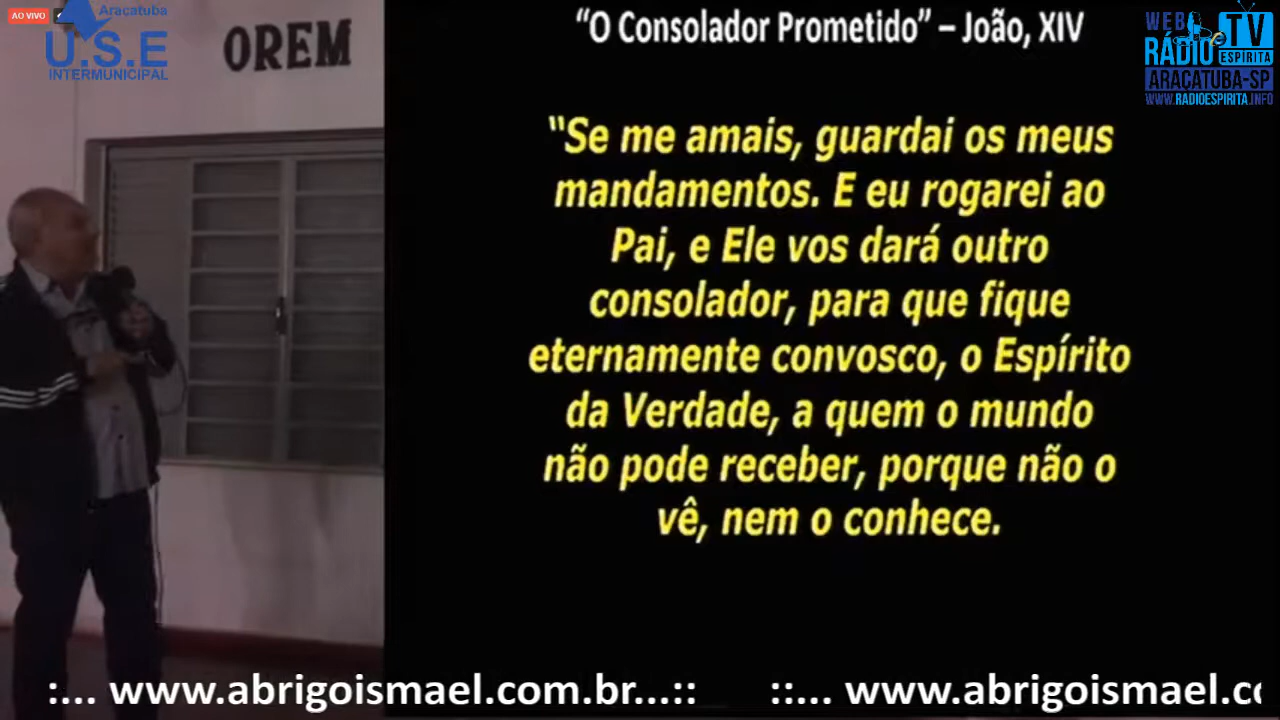 AO VIVO
Araçatuba
U.S.E
INTERMUNICIPAL
OREM
"O Consolador Prometido" – João, XIV
WEB
RÁDIO e TV
ESPÍRITA
ARAÇATUBA-SP
WWW.RADIOESPIRITA.INFO
"Se me amais, guardai os meus
mandamentos. E eu rogarei ao
Pai, e Ele vos dará outro
consolador, para que fique
eternamente convosco, o Espírito
da Verdade, a quem o mundo
não pode receber, porque não o
vê, nem o conhece.
:... www.abrigoismael.com.br...:: ::... www.abrigoismael.co